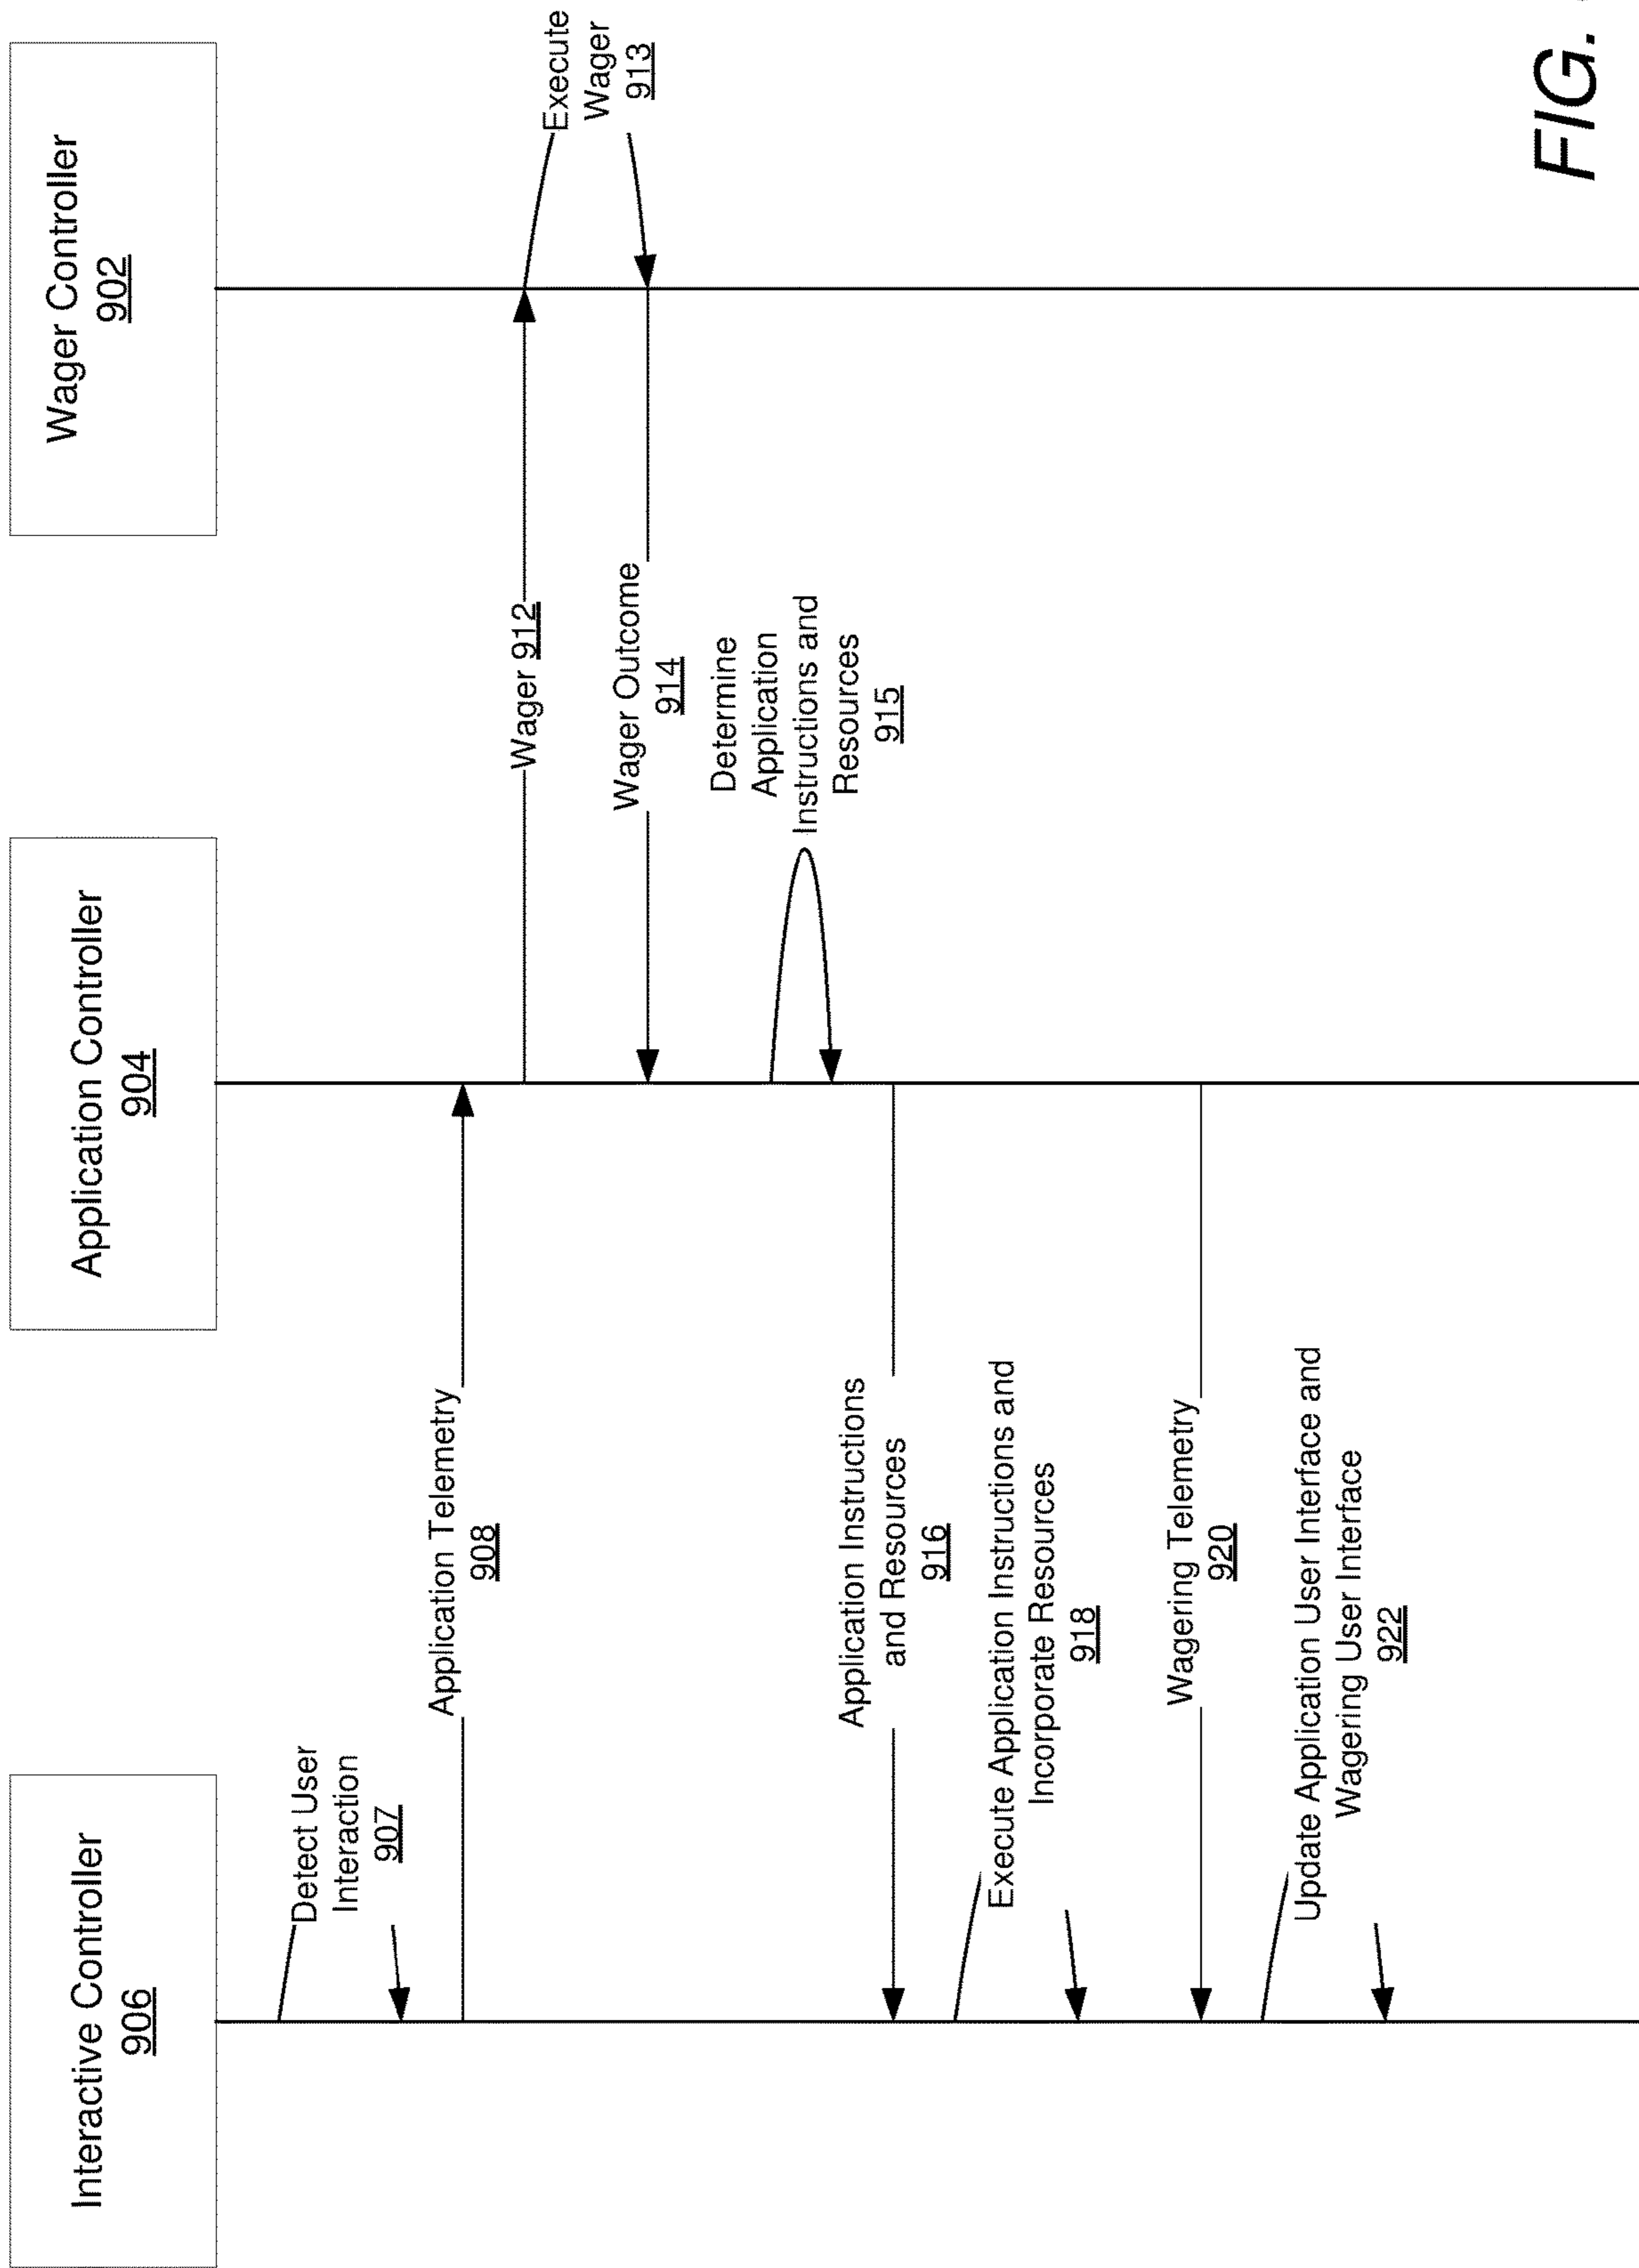 Interactive Controller
906
Application Controller
904
Wager Controller
902
Detect User
Interaction
907
Application Telemetry
908
Wager 912
Execute
Wager
913
Wager Outcome
914
Determine
Application
Instructions and
Resources
915
Application Instructions
and Resources
916
Execute Application Instructions and
Incorporate Resources
918
Wagering Telemetry
920
Update Application User Interface and
Wagering User Interface
922
FIG.